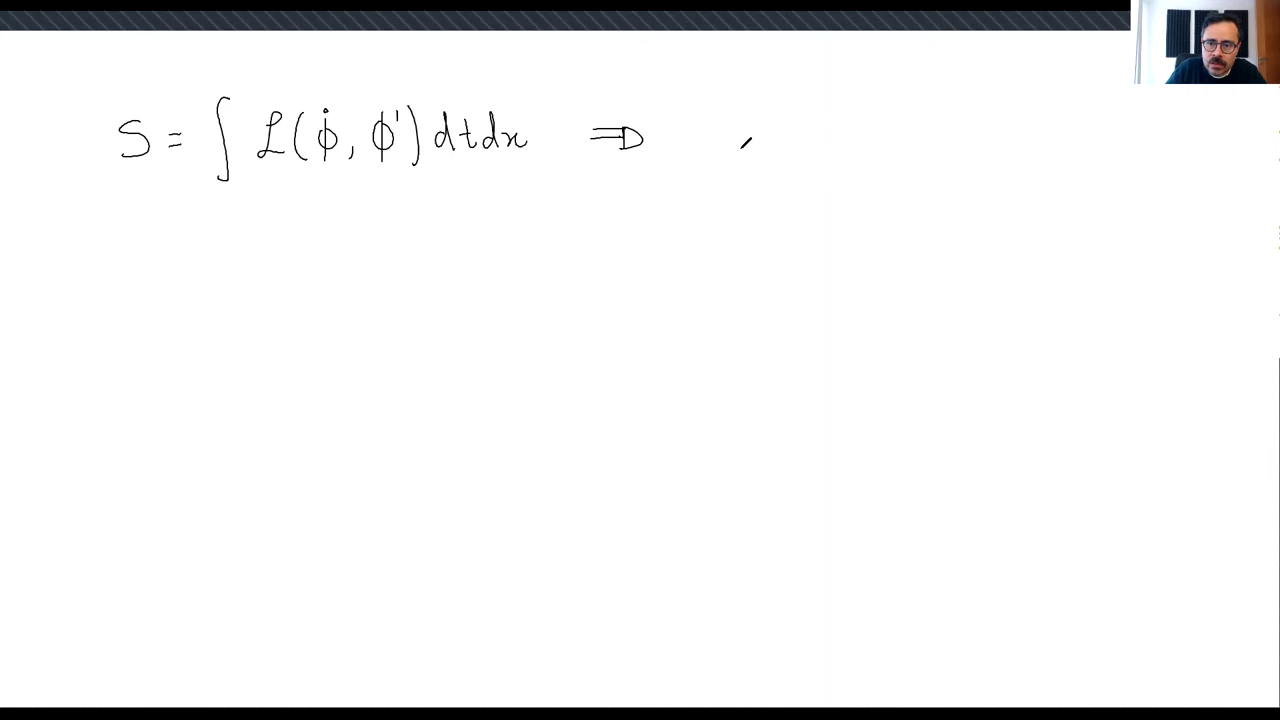 S = ∫ ℒ(ϕ̇, ϕ') dt dx ⇒